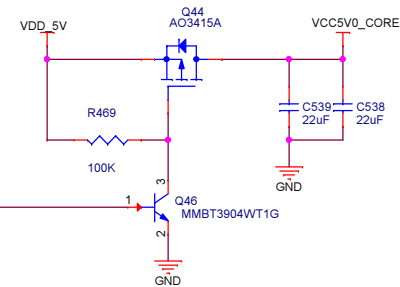 Q44
AO3415A
VDD_5V
VCC5V0_CORE
R469
100K
C539
22uF
C538
22uF
GND
3
1
Q46
MMBT3904WT1G
2
GND